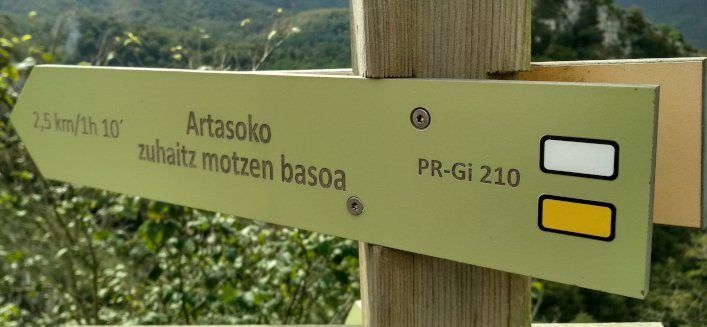 2,5 km/1h 10´
Artasoko
zuhaitz motzen basoa
PR-Gi 210